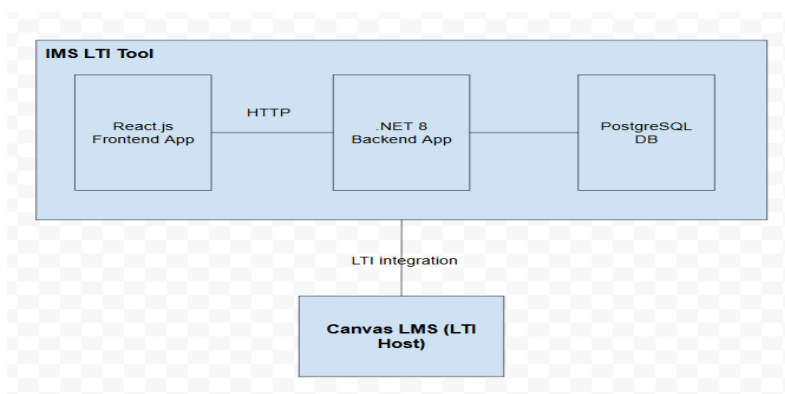 IMS LTI Tool
React.js
Frontend App
HTTP
.NET 8
Backend App
PostgreSQL
DB
LTI integration
Canvas LMS (LTI
Host)